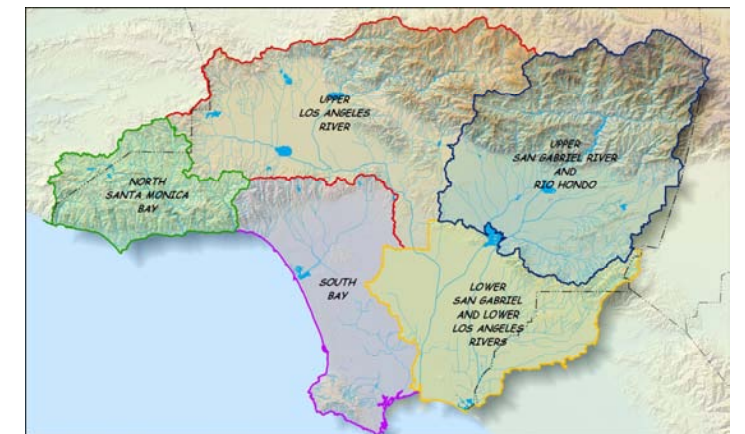 UPPER
LOS ANGELES
RIVER
UPPER
SAN GABRIEL RIVER
AND
RIO HONDO
NORTH
SANTA MONICA
BAY
SOUTH
BAY
LOWER
SAN GABRIEL
AND LOWER
LOS ANGELES
RIVERS